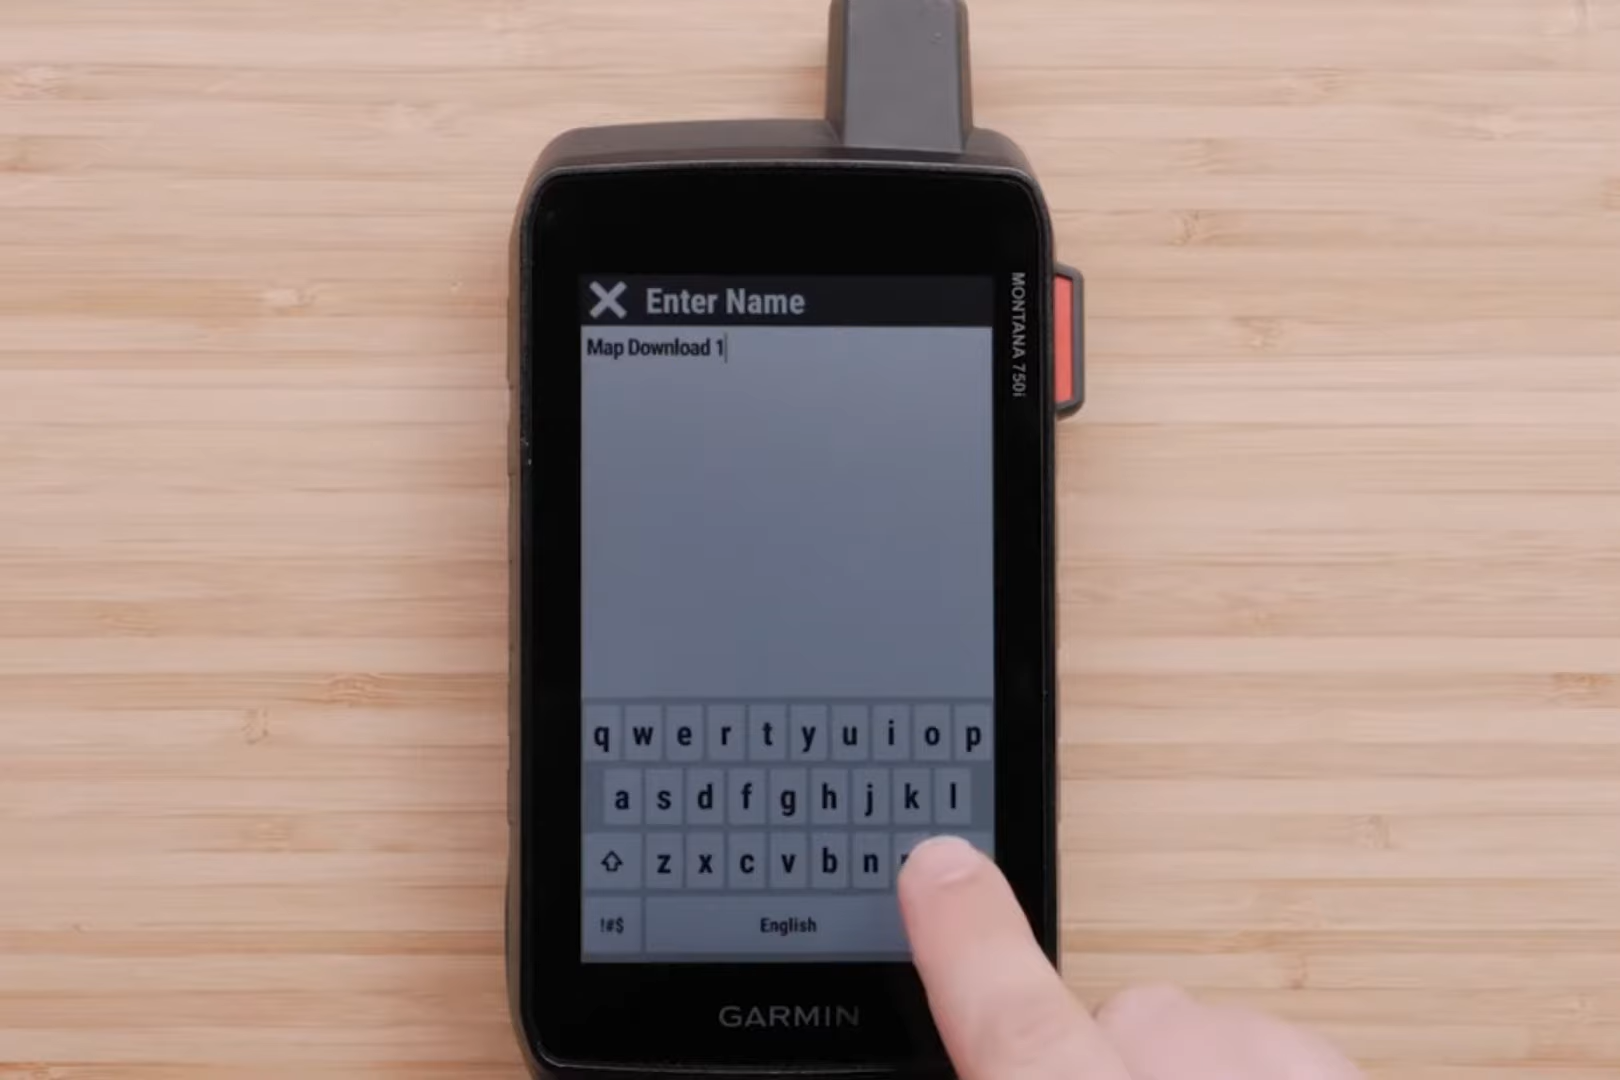 Enter Name
MONTANA 750i
Map Download 1
q w e r t y u i o p
a s d f g h j k l
z x c v b n
!#$ English
GARMIN